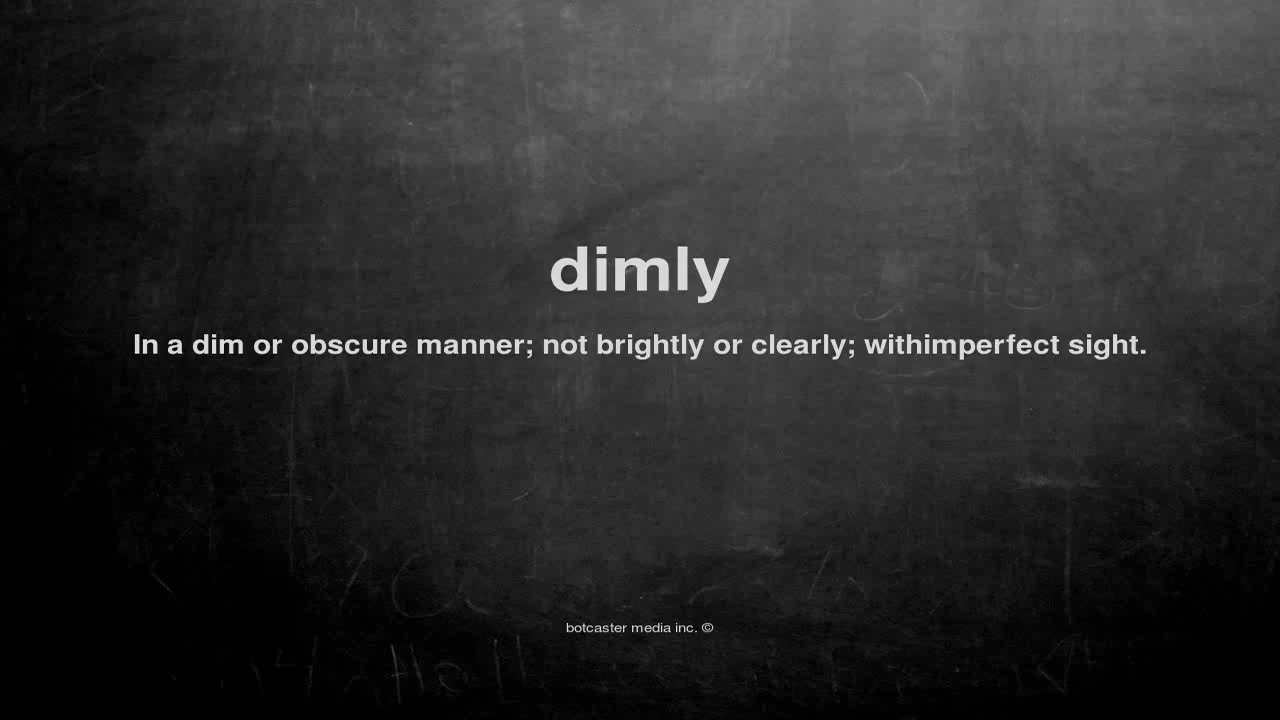 dimly
In a dim or obscure manner; not brightly or clearly; withimperfect sight.
botcaster media inc. ©